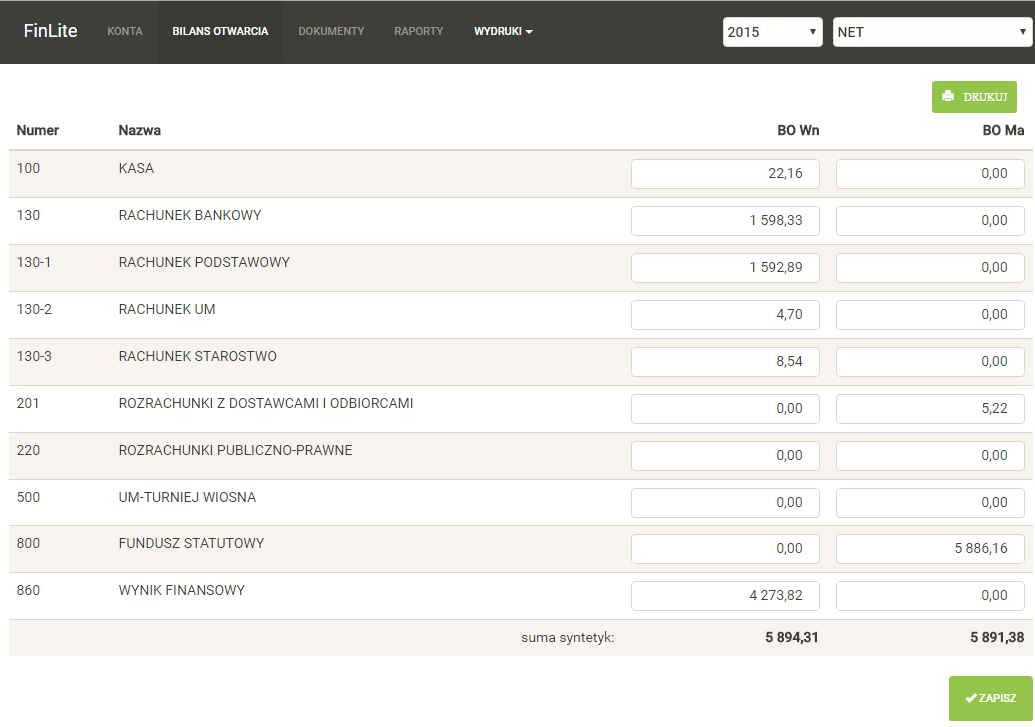 FinLite KONTA BILANS OTWARCIA DOKUMENTY RAPORTY WYDRUKI 2015 NET
DRUKUJ
Numer Nazwa BO Wn BO Ma
100 KASA 22,16 0,00
130 RACHUNEK BANKOWY 1 598,33 0,00
130-1 RACHUNEK PODSTAWOWY 1 592,89 0,00
130-2 RACHUNEK UM 4,70 0,00
130-3 RACHUNEK STAROSTWO 8,54 0,00
201 ROZRACHUNKI Z DOSTAWCAMI I ODBIORCAMI 0,00 5,22
220 ROZRACHUNKI PUBLICZNO-PRAWNE 0,00 0,00
500 UM-TURNIEJ WIOSNA 0,00 0,00
800 FUNDUSZ STATUTOWY 0,00 5 886,16
860 WYNIK FINANSOWY 4 273,82 0,00
suma syntetyk: 5 894,31 5 891,38
ZAPISZ